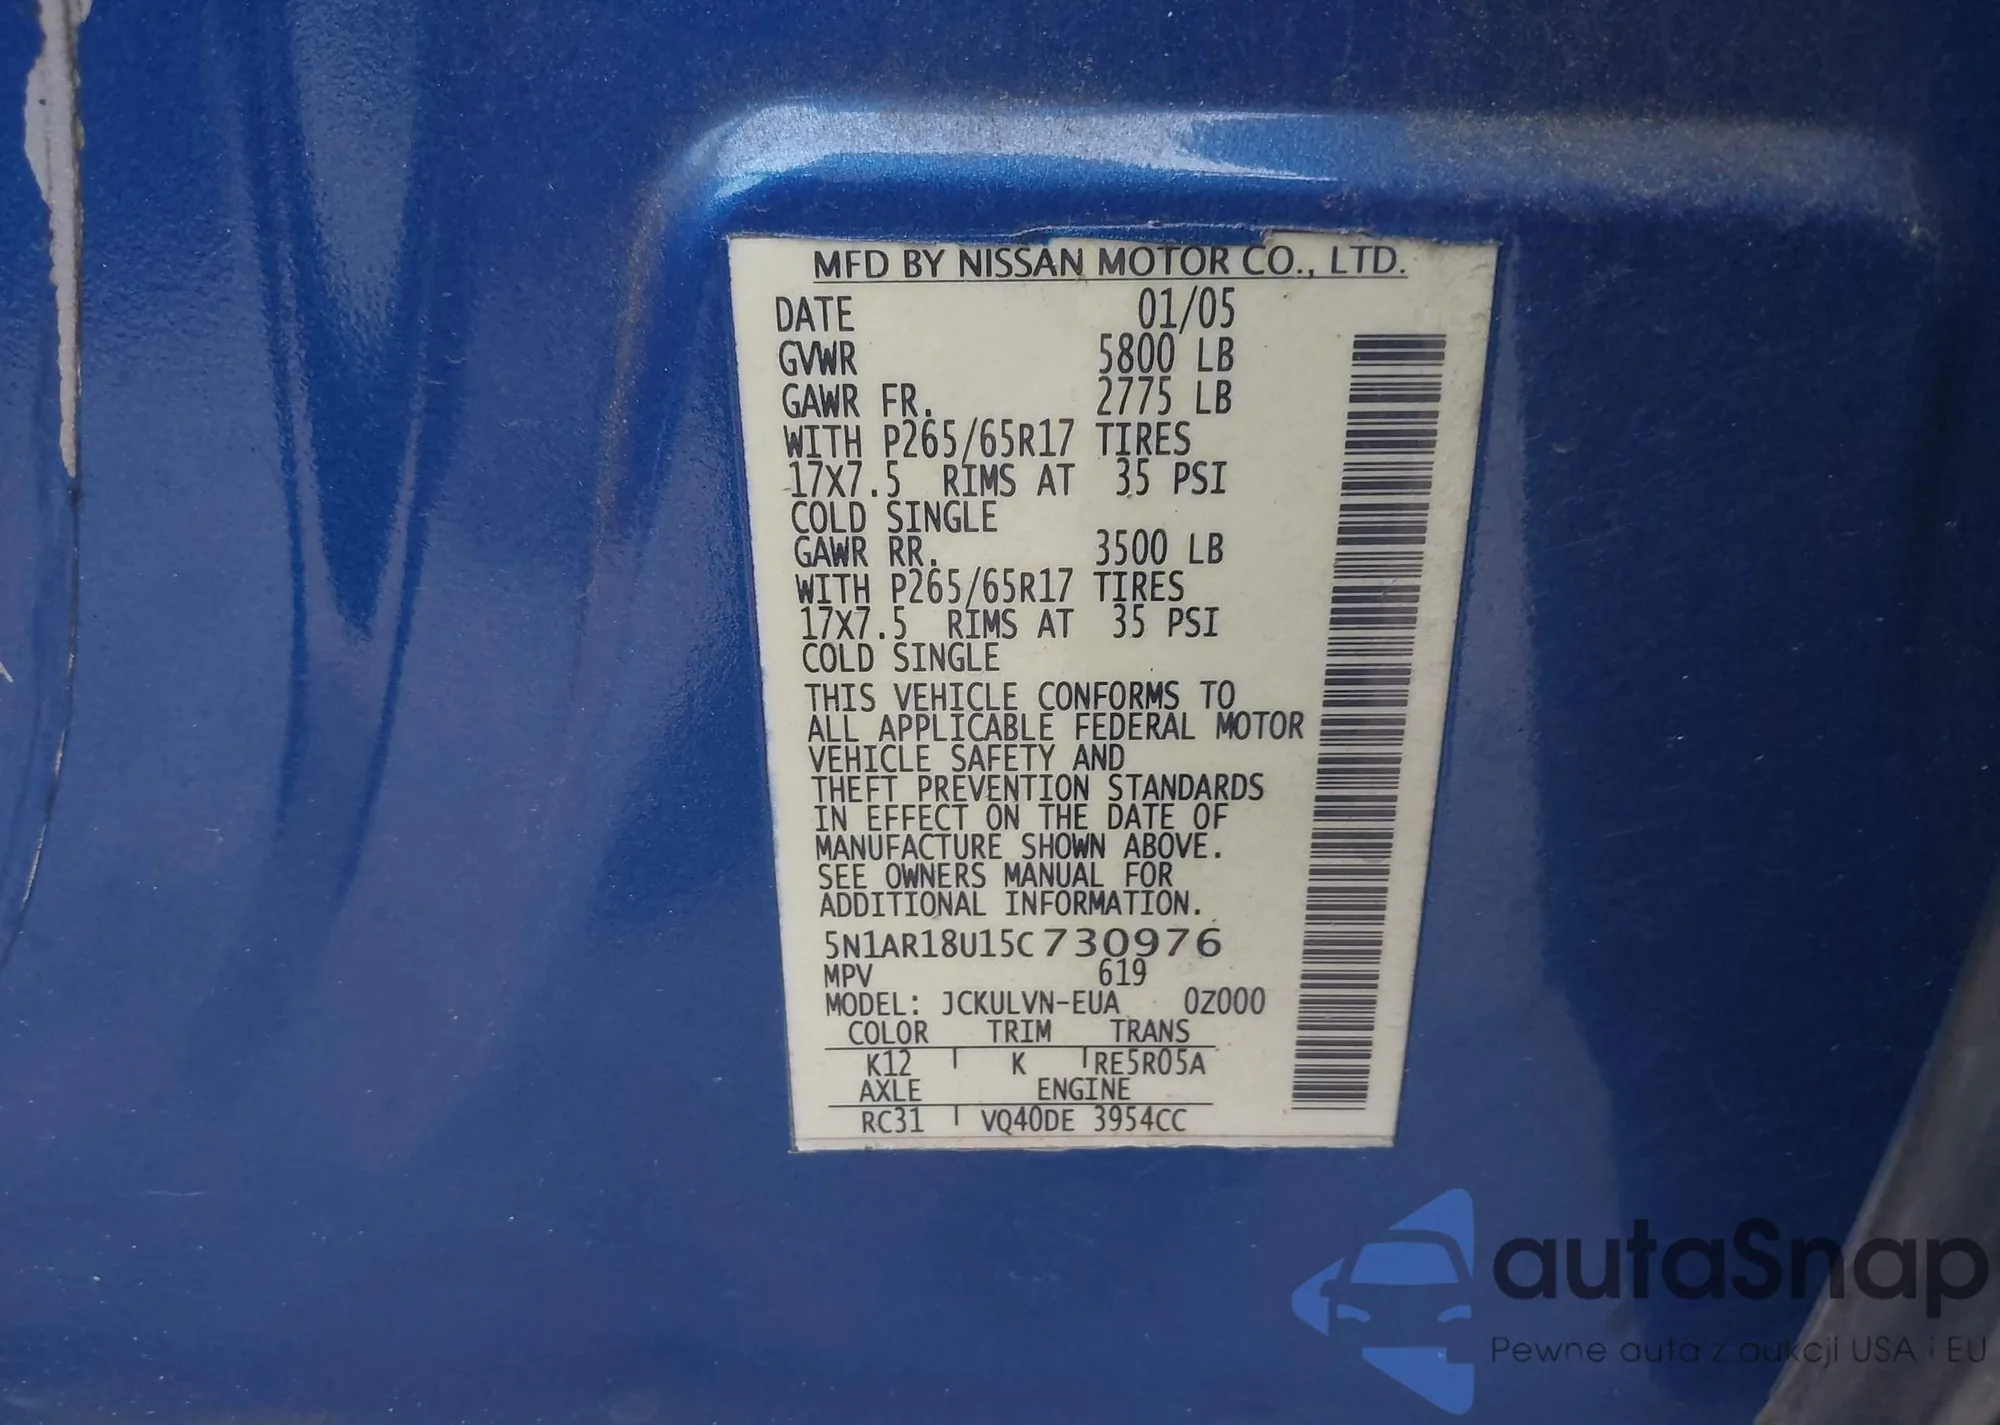 MFD BY NISSAN MOTOR CO., LTD.
DATE 01/05
GVWR 5800 LB
GAWR FR. 2775 LB
WITH P265/65R17 TIRES
17X7.5 RIMS AT 35 PSI
COLD SINGLE
GAWR RR. 3500 LB
WITH P265/65R17 TIRES
17X7.5 RIMS AT 35 PSI
COLD SINGLE
THIS VEHICLE CONFORMS TO
ALL APPLICABLE FEDERAL MOTOR
VEHICLE SAFETY AND
THEFT PREVENTION STANDARDS
IN EFFECT ON THE DATE OF
MANUFACTURE SHOWN ABOVE.
SEE OWNERS MANUAL FOR
ADDITIONAL INFORMATION.
5N1AR18U15C730976
MPV 619
MODEL: JCKULVN-EUA 0Z000
COLOR TRIM TRANS
K12 K RE5R05A
AXLE ENGINE
RC31 VQ40DE 3954CC
autaSnap
Pewne auta z aukcji USA i EU